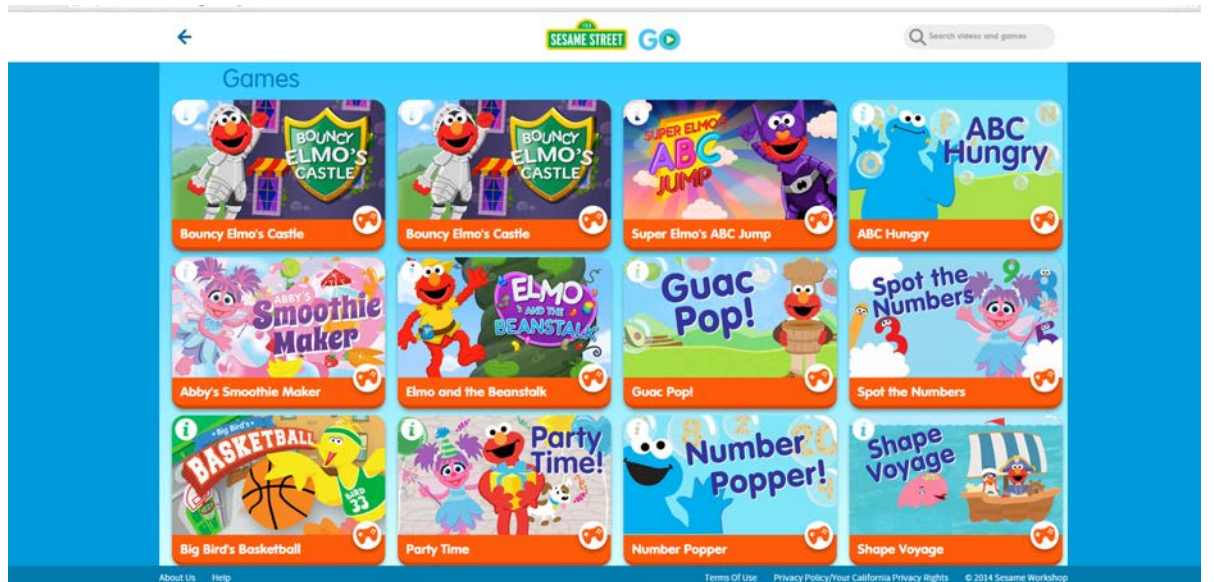 123
SESAME STREET GO
Search videos and games
Games
BOUNCY
ELMO'S
CASTLE
Bouncy Elmo's Castle
BOUNCY
ELMO'S
CASTLE
Bouncy Elmo's Castle
SUPER ELMO'S
ABC
JUMP
Super Elmo's ABC Jump
ABC
Hungry
ABC Hungry
ABBY'S
Smoothie
Maker
Abby's Smoothie Maker
ELMO
AND THE
BEANSTALK
Elmo and the Beanstalk
Guac
Pop!
Guac Pop!
Spot the
Numbers
Spot the Numbers
Big Bird's
BASKETBALL
BIRD
33
Big Bird's Basketball
Party
Time!
Party Time
Number
Popper!
Number Popper
Shape
Voyage
Shape Voyage
About Us Help Terms Of Use Privacy Policy/Your California Privacy Rights © 2014 Sesame Workshop